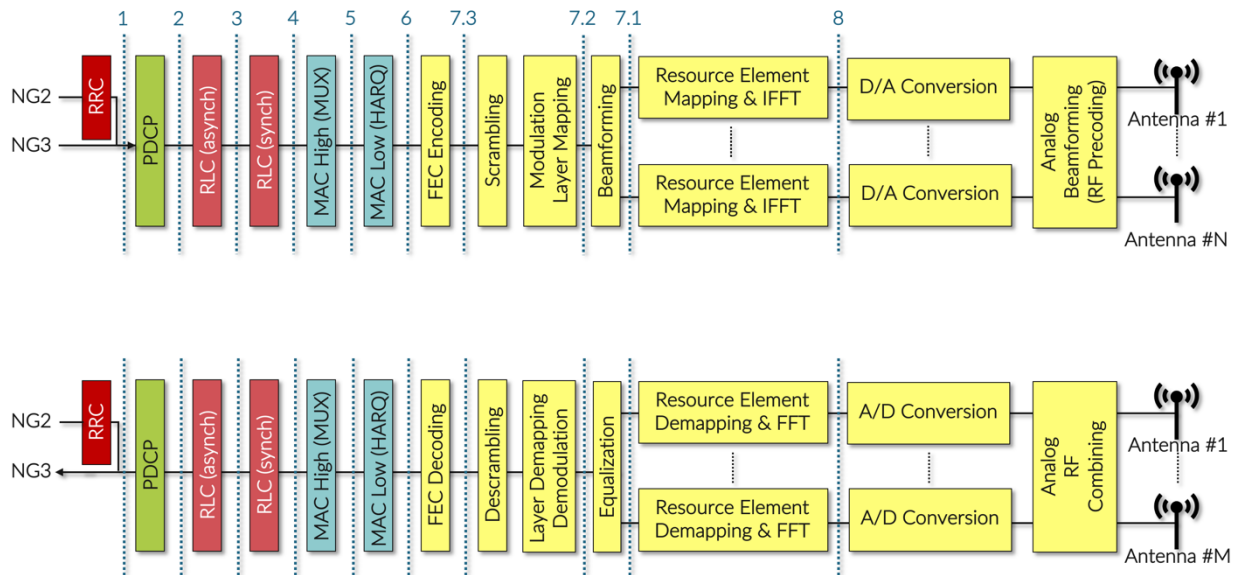 1 2 3 4 5 6 7.3 7.2 7.1 8
NG2
NG3
RRC
PDCP
RLC (asynch)
RLC (synch)
MAC High (MUX)
MAC Low (HARQ)
FEC Encoding
Scrambling
Modulation
Layer Mapping
Beamforming
Resource Element
Mapping & IFFT
Resource Element
Mapping & IFFT
D/A Conversion
D/A Conversion
Analog
Beamforming
(RF Precoding)
Antenna #1
Antenna #N
NG2
NG3
RRC
PDCP
RLC (asynch)
RLC (synch)
MAC High (MUX)
MAC Low (HARQ)
FEC Decoding
Descrambling
Layer Demapping
Demodulation
Equalization
Resource Element
Demapping & FFT
Resource Element
Demapping & FFT
A/D Conversion
A/D Conversion
Analog
RF
Combining
Antenna #1
Antenna #M